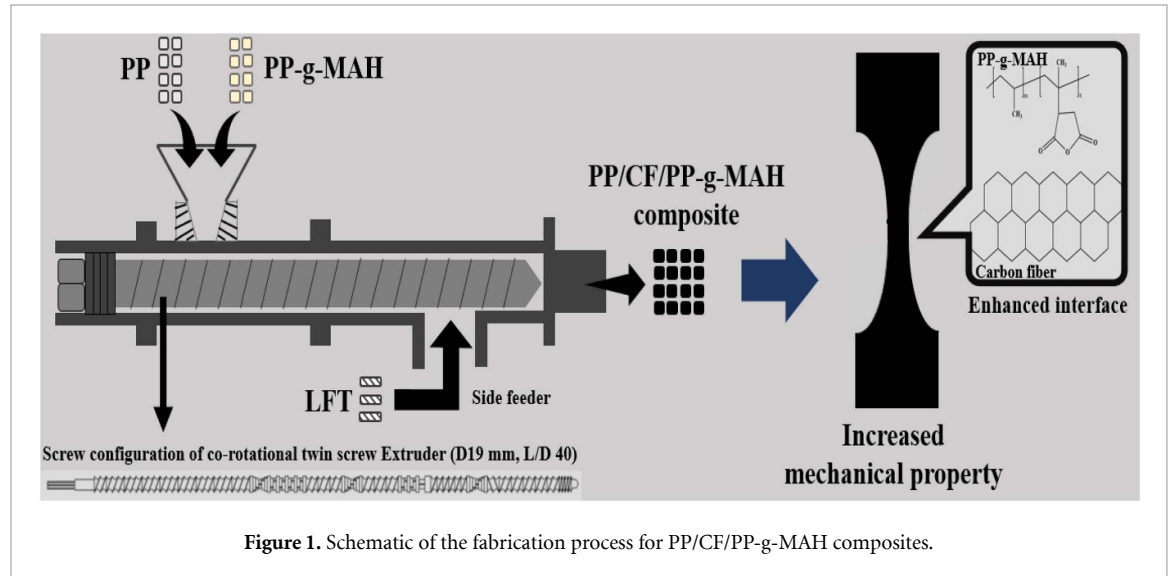 PP
PP-g-MAH
LFT
Side feeder
Screw configuration of co-rotational twin screw Extruder (D19 mm, L/D 40)
PP/CF/PP-g-MAH
composite
Increased
mechanical property
PP-g-MAH
CH₃
CH₃
O
O
O
Carbon fiber
Enhanced interface
Figure 1. Schematic of the fabrication process for PP/CF/PP-g-MAH composites.